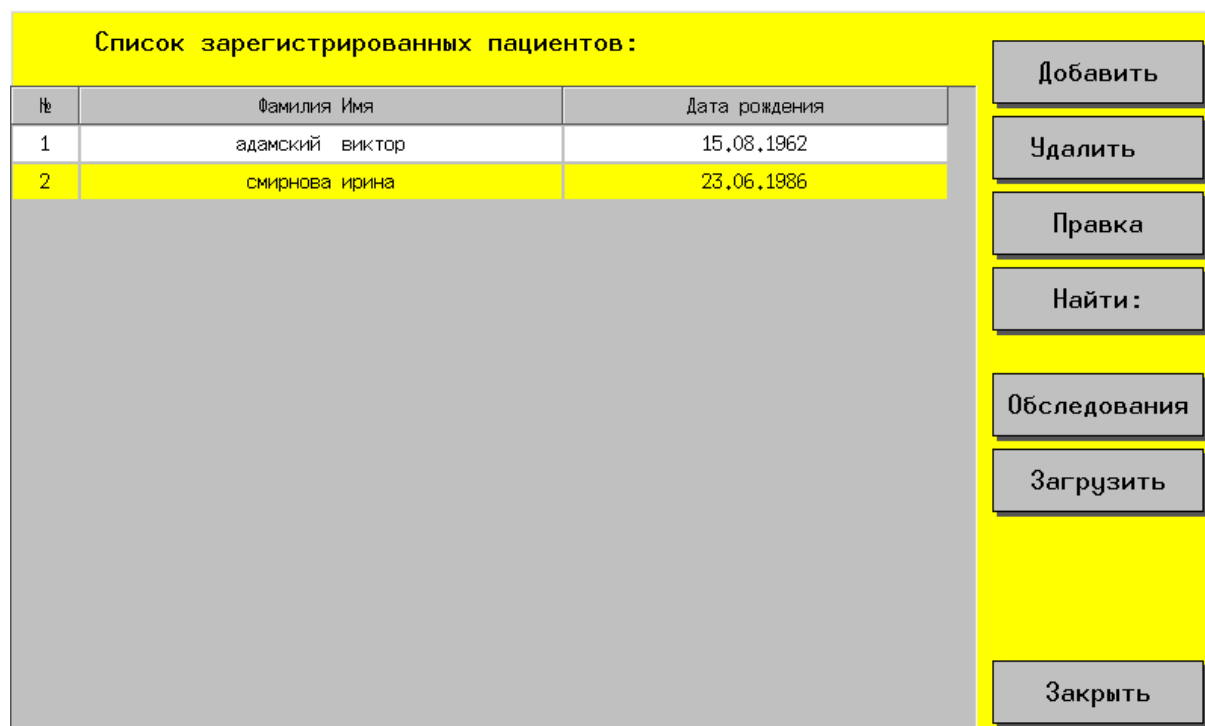 Список зарегистрированных пациентов:
№ Фамилия Имя Дата рождения
1 адамский виктор 15.08.1962
2 смирнова ирина 23.06.1986
Добавить
Удалить
Правка
Найти:
Обследования
Загрузить
Закрыть